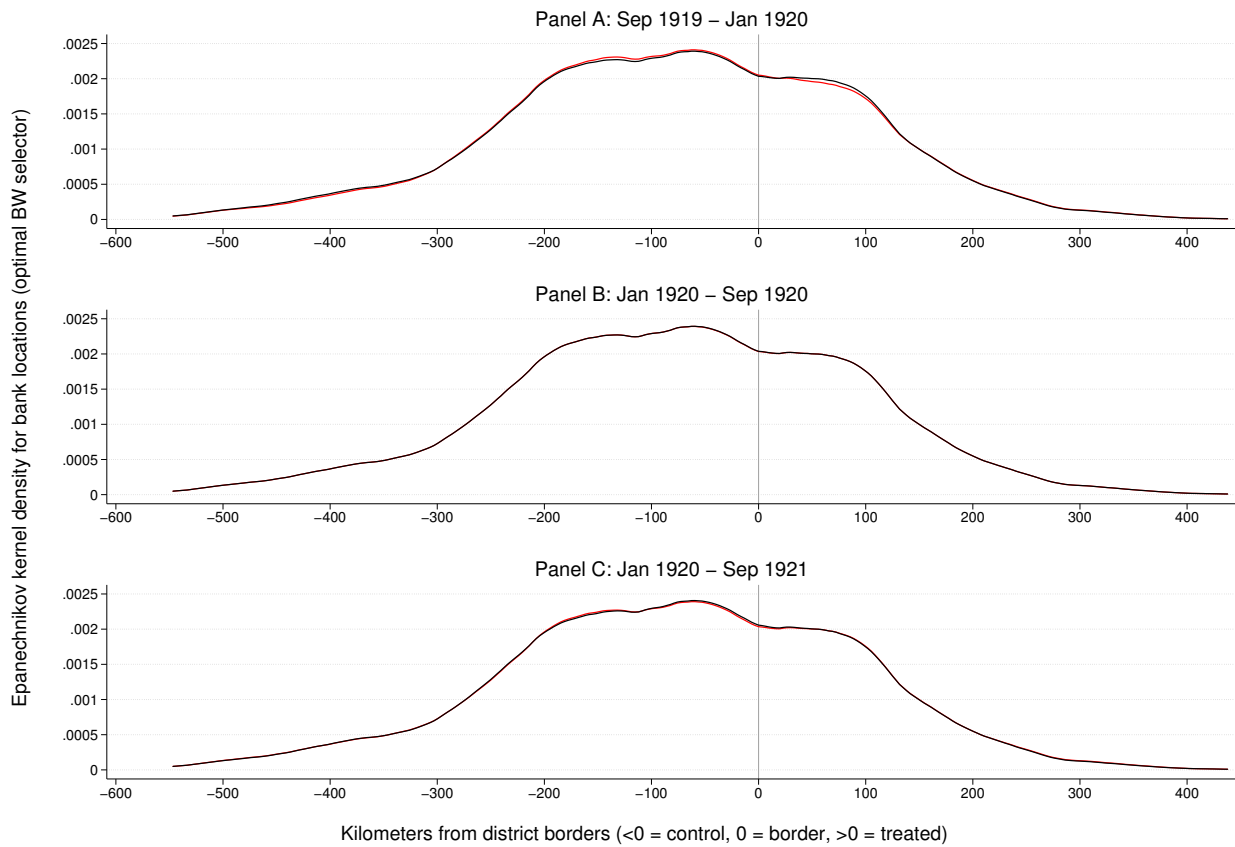 Epanechnikov kernel density for bank locations (optimal BW selector)
Panel A: Sep 1919 − Jan 1920
.0025
.002
.0015
.001
.0005
0
−600 −500 −400 −300 −200 −100 0 100 200 300 400
Panel B: Jan 1920 − Sep 1920
.0025
.002
.0015
.001
.0005
0
−600 −500 −400 −300 −200 −100 0 100 200 300 400
Panel C: Jan 1920 − Sep 1921
.0025
.002
.0015
.001
.0005
0
−600 −500 −400 −300 −200 −100 0 100 200 300 400
Kilometers from district borders (<0 = control, 0 = border, >0 = treated)